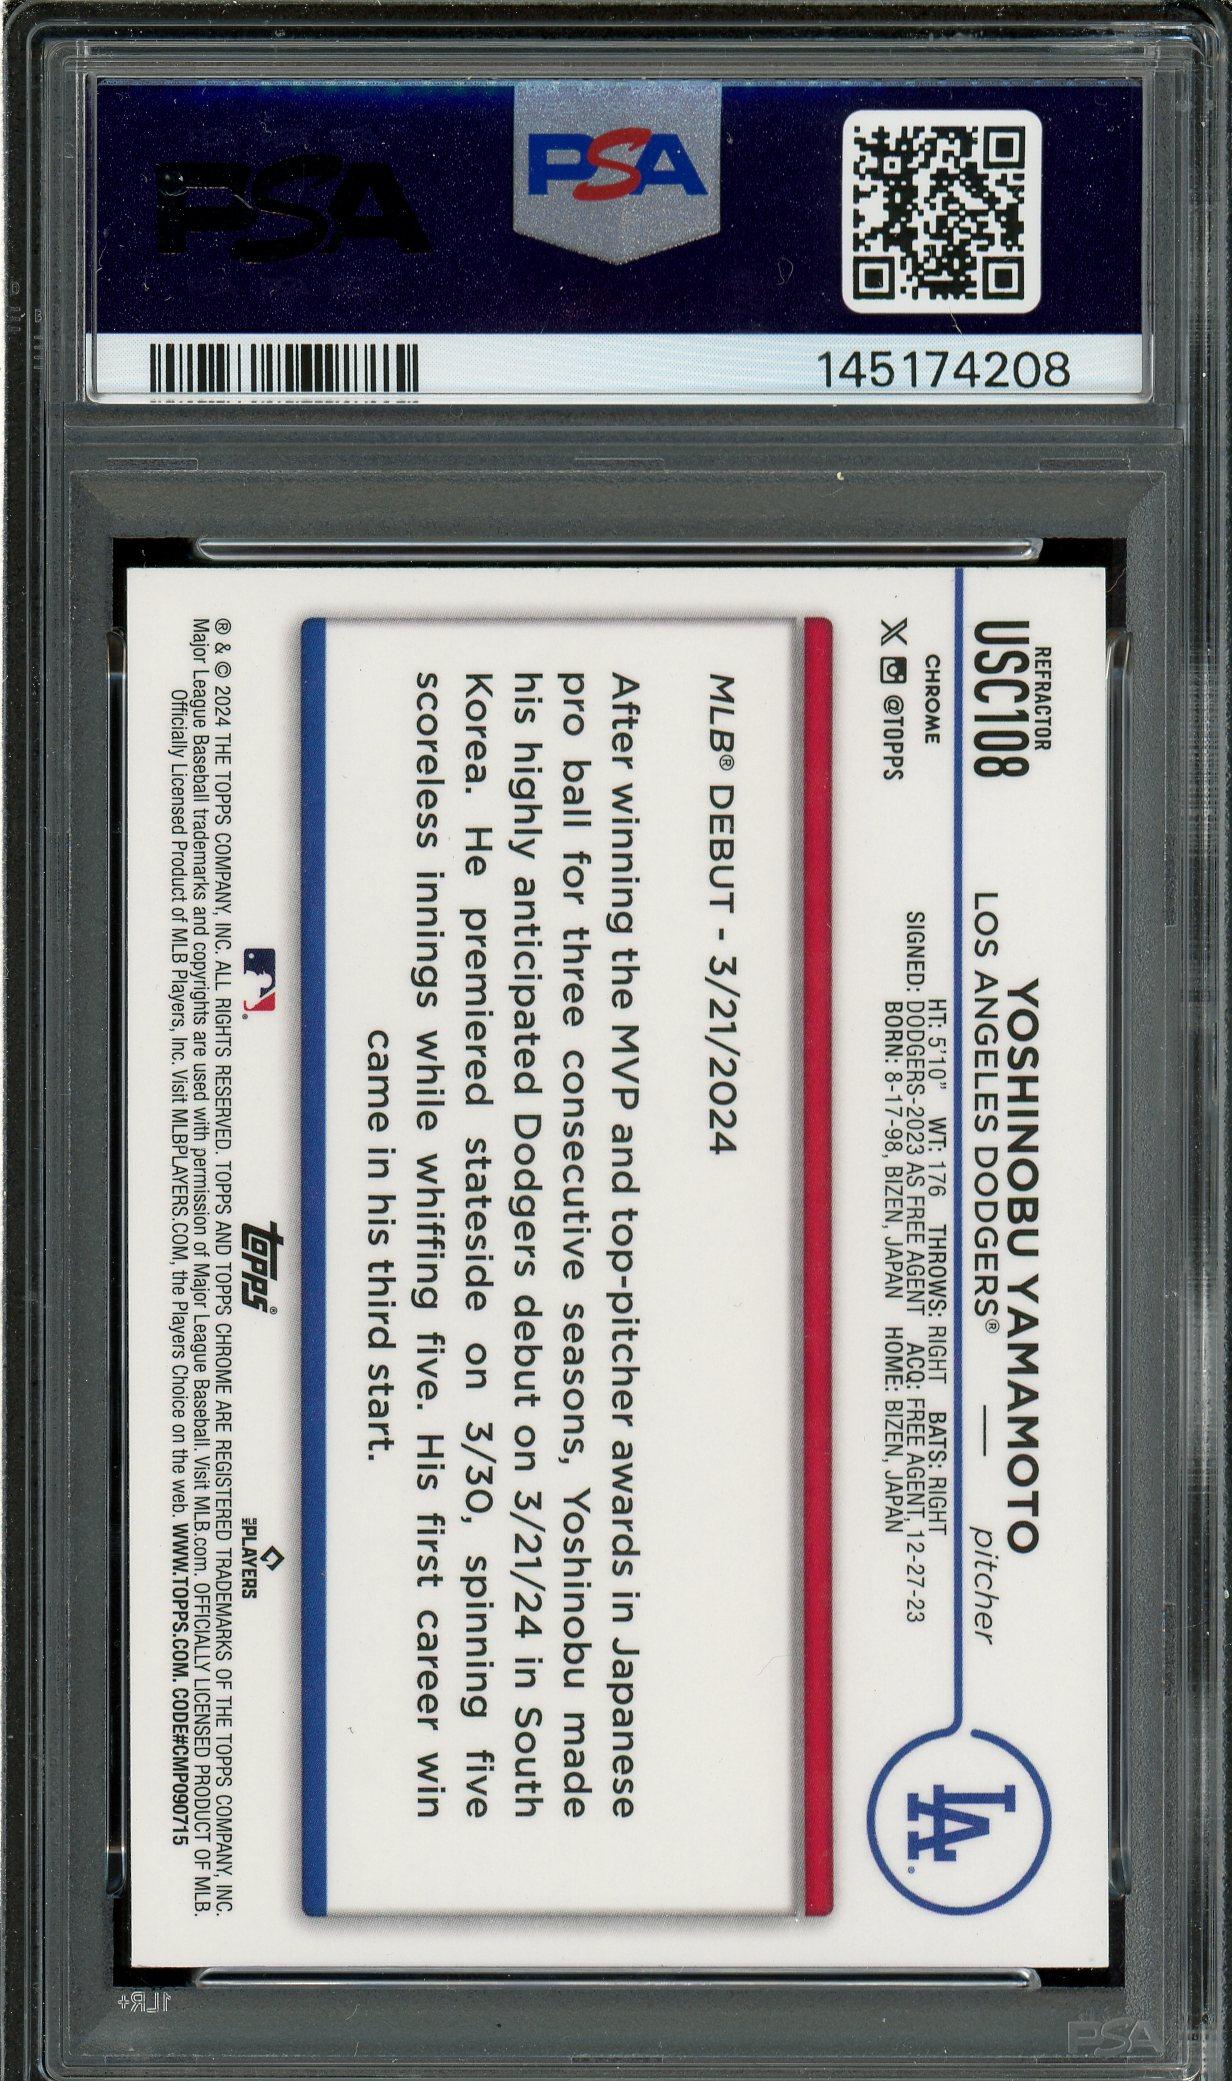 PSA
PSA
145174208
REFRACTOR
USC108
CHROME
@TOPPS
YOSHINOBU YAMAMOTO
LOS ANGELES DODGERS® — pitcher
HT: 5'10" WT: 176 THROWS: RIGHT BATS: RIGHT
SIGNED: DODGERS-2023 AS FREE AGENT ACQ: FREE AGENT, 12-27-23
BORN: 8-17-98, BIZEN, JAPAN HOME: BIZEN, JAPAN
LA
MLB® DEBUT - 3/21/2024
After winning the MVP and top-pitcher awards in Japanese
pro ball for three consecutive seasons, Yoshinobu made
his highly anticipated Dodgers debut on 3/21/24 in South
Korea. He premiered stateside on 3/30, spinning five
scoreless innings while whiffing five. His first career win
came in his third start.
topps®
MLB PLAYERS
® & © 2024 THE TOPPS COMPANY, INC. ALL RIGHTS RESERVED. TOPPS AND TOPPS CHROME ARE REGISTERED TRADEMARKS OF THE TOPPS COMPANY, INC.
Major League Baseball trademarks and copyrights are used with permission of Major League Baseball. Visit MLB.com. OFFICIALLY LICENSED PRODUCT OF MLB.
Officially Licensed Product of MLB Players, Inc. Visit MLBPLAYERS.COM, the Players Choice on the web. WWW.TOPPS.COM. CODE#CMP090715
1LR+
PSA